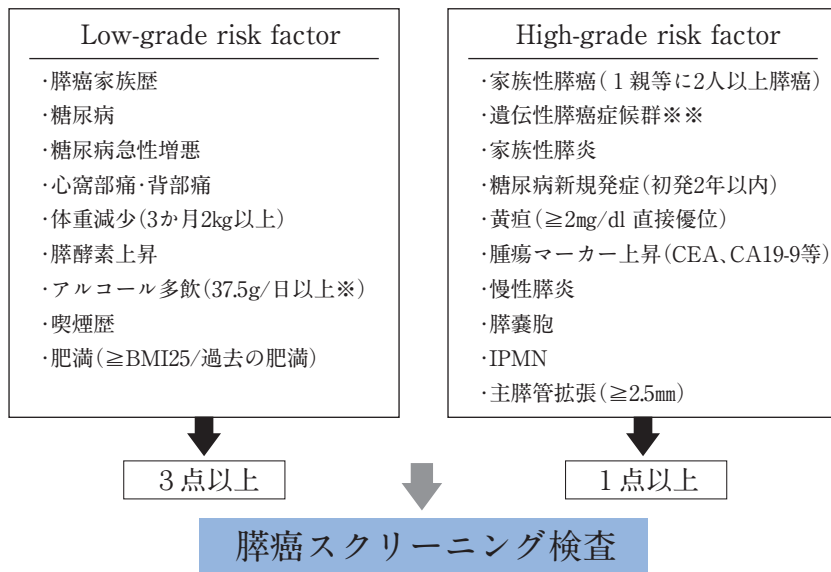 Low-grade risk factor
・膵癌家族歴
・糖尿病
・糖尿病急性増悪
・心窩部痛・背部痛
・体重減少(3か月2kg以上)
・膵酵素上昇
・アルコール多飲(37.5g/日以上※)
・喫煙歴
・肥満(≧BMI25/過去の肥満)
3点以上
High-grade risk factor
・家族性膵癌(1親等に2人以上膵癌)
・遺伝性膵癌症候群※※
・家族性膵炎
・糖尿病新規発症(初発2年以内)
・黄疸(≧2mg/dl 直接優位)
・腫瘍マーカー上昇(CEA、CA19-9等)
・慢性膵炎
・膵嚢胞
・IPMN
・主膵管拡張(≧2.5㎜)
1点以上
膵癌スクリーニング検査